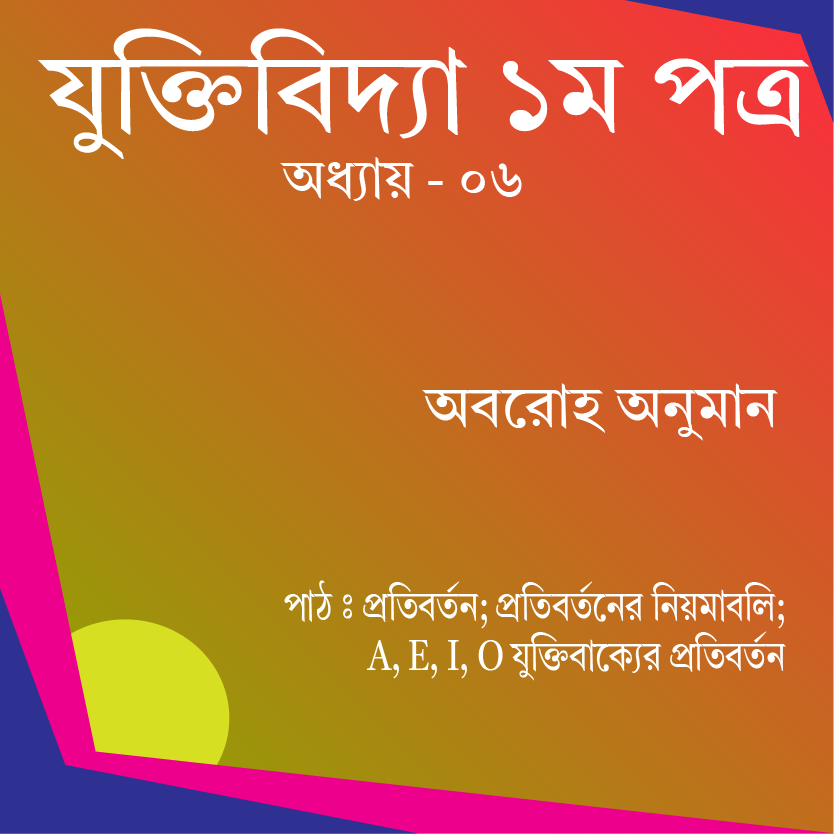 যুক্তিবিদ্যা ১ম পত্র
অধ্যায় - ০৬
অবরোহ অনুমান
পাঠ ঃ প্রতিবর্তন; প্রতিবর্তনের নিয়মাবলি;
A, E, I, O যুক্তিবাক্যের প্রতিবর্তন